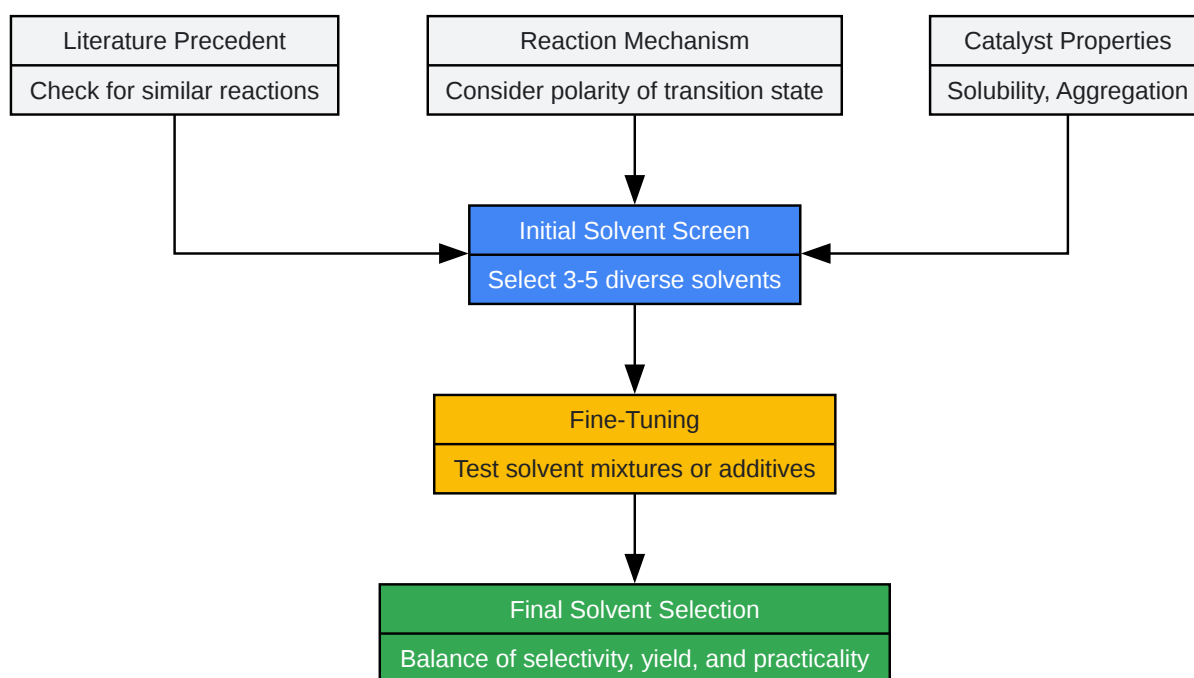 Literature Precedent
Check for similar reactions
Reaction Mechanism
Consider polarity of transition state
Catalyst Properties
Solubility, Aggregation
Initial Solvent Screen
Select 3-5 diverse solvents
Fine-Tuning
Test solvent mixtures or additives
Final Solvent Selection
Balance of selectivity, yield, and practicality